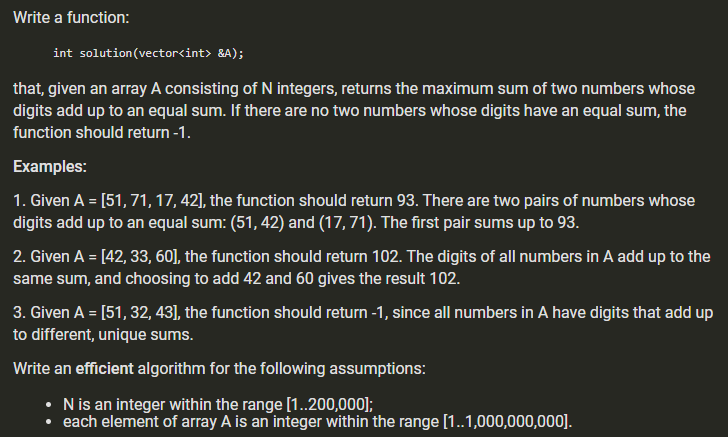 Write a function:
int solution(vector<int> &A);
that, given an array A consisting of N integers, returns the maximum sum of two numbers whose
digits add up to an equal sum. If there are no two numbers whose digits have an equal sum, the
function should return -1.
Examples:
1. Given A = [51, 71, 17, 42], the function should return 93. There are two pairs of numbers whose
digits add up to an equal sum: (51, 42) and (17, 71). The first pair sums up to 93.
2. Given A = [42, 33, 60], the function should return 102. The digits of all numbers in A add up to the
same sum, and choosing to add 42 and 60 gives the result 102.
3. Given A = [51, 32, 43], the function should return -1, since all numbers in A have digits that add up
to different, unique sums.
Write an efficient algorithm for the following assumptions:
• N is an integer within the range [1..200,000];
• each element of array A is an integer within the range [1..1,000,000,000].